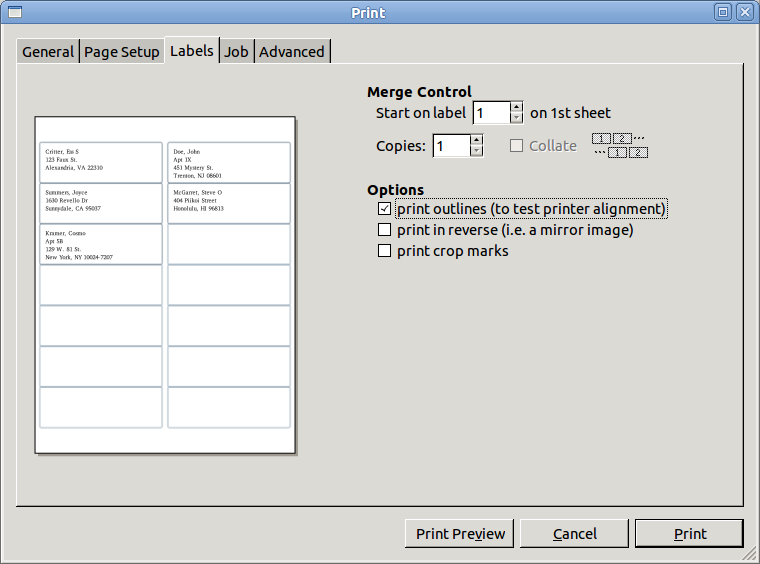 Print
General Page Setup Labels Job Advanced
Merge Control
Start on label 1 on 1st sheet
Copies: 1 Collate 1 2 ...
... 1 2
Options
print outlines (to test printer alignment)
print in reverse (i.e. a mirror image)
print crop marks
Critter, Eia S
123 Faux St.
Alexandria, VA 22310
Doe, John
Apt 1X
451 Mystery St.
Trenton, NJ 08601
Summers, Joyce
1630 Revello Dr
Sunnydale, CA 95037
McGarret, Steve O
404 Piikoi Street
Honolulu, HI 96813
Kramer, Cosmo
Apt 5B
129 W. 81 St.
New York, NY 10024-7207
Print Preview Cancel Print